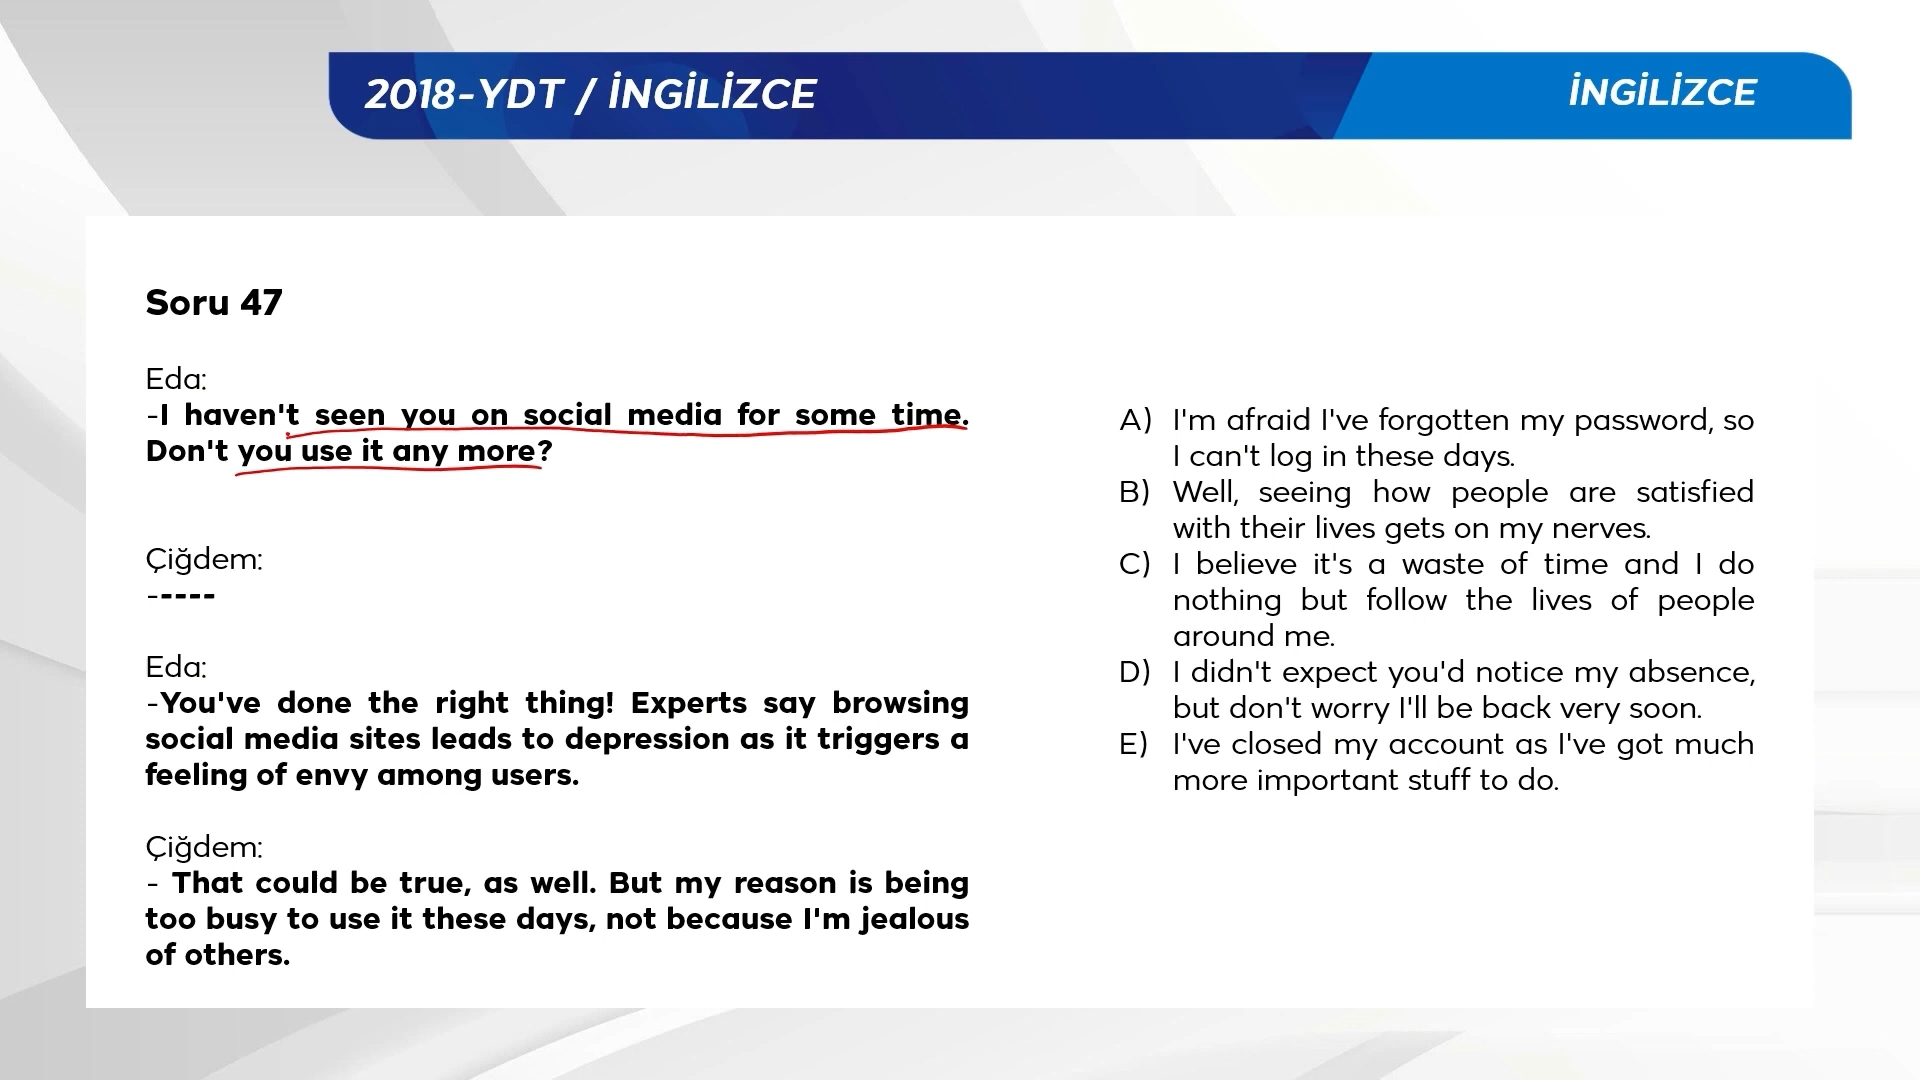 2018-YDT / İNGİLİZCE
İNGİLİZCE
Soru 47
Eda:
-I haven't seen you on social media for some time.
Don't you use it any more?
Çiğdem:
-----
Eda:
-You've done the right thing! Experts say browsing
social media sites leads to depression as it triggers a
feeling of envy among users.
Çiğdem:
- That could be true, as well. But my reason is being
too busy to use it these days, not because I'm jealous
of others.
A) I'm afraid I've forgotten my password, so
I can't log in these days.
B) Well, seeing how people are satisfied
with their lives gets on my nerves.
C) I believe it's a waste of time and I do
nothing but follow the lives of people
around me.
D) I didn't expect you'd notice my absence,
but don't worry I'll be back very soon.
E) I've closed my account as I've got much
more important stuff to do.